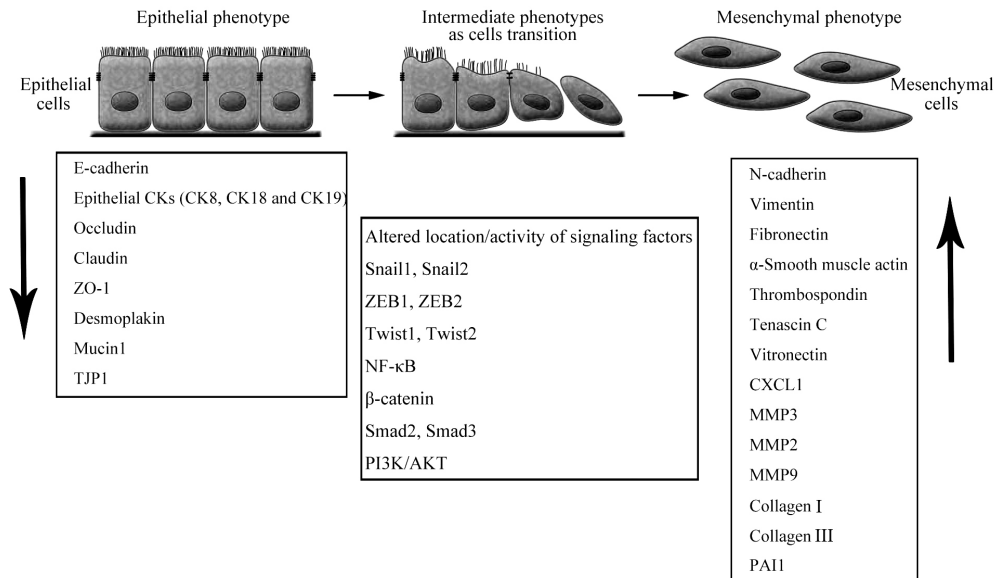 Epithelial phenotype
Intermediate phenotypes
as cells transition
Mesenchymal phenotype
Epithelial
cells
Mesenchymal
cells
E-cadherin
Epithelial CKs (CK8, CK18 and CK19)
Occludin
Claudin
ZO-1
Desmoplakin
Mucin1
TJP1
Altered location/activity of signaling factors
Snail1, Snail2
ZEB1, ZEB2
Twist1, Twist2
NF-κB
β-catenin
Smad2, Smad3
PI3K/AKT
N-cadherin
Vimentin
Fibronectin
α-Smooth muscle actin
Thrombospondin
Tenascin C
Vitronectin
CXCL1
MMP3
MMP2
MMP9
Collagen Ⅰ
Collagen Ⅲ
PAI1